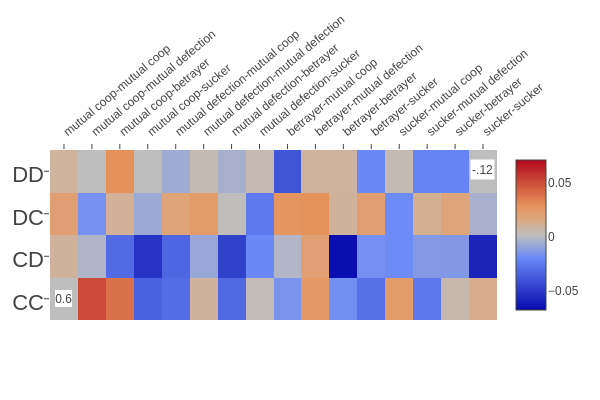 mutual coop-mutual coop
mutual coop-mutual defection
mutual coop-betrayer
mutual coop-sucker
mutual defection-mutual coop
mutual defection-mutual defection
mutual defection-betrayer
mutual defection-sucker
betrayer-mutual coop
betrayer-mutual defection
betrayer-betrayer
betrayer-sucker
sucker-mutual coop
sucker-mutual defection
sucker-betrayer
sucker-sucker
DD
-.12
DC
CD
CC
0.6
0.05
0
−0.05